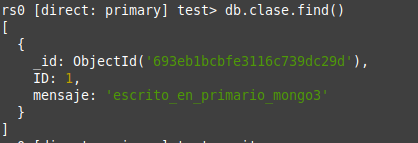 rs0 [direct: primary] test> db.clase.find()
[
  {
    _id: ObjectId('693eb1bcbfe3116c739dc29d'),
    ID: 1,
    mensaje: 'escrito_en_primario_mongo3'
  }
]